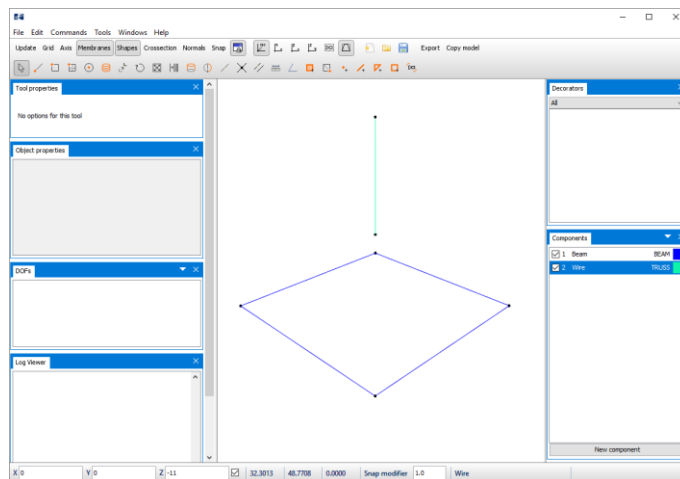 File Edit Commands Tools Windows Help
Update Grid Axis Membranes Shapes Crossection Normals Snap Export Copy model
Tool properties
No options for this tool
Object properties
DOFs
Log Viewer
Decorators
All
Components
1 Beam BEAM
2 Wire TRUSS
New component
X 0 Y 0 Z -11 32.3013 48.7708 0.0000 Snap modifier 1.0 Wire